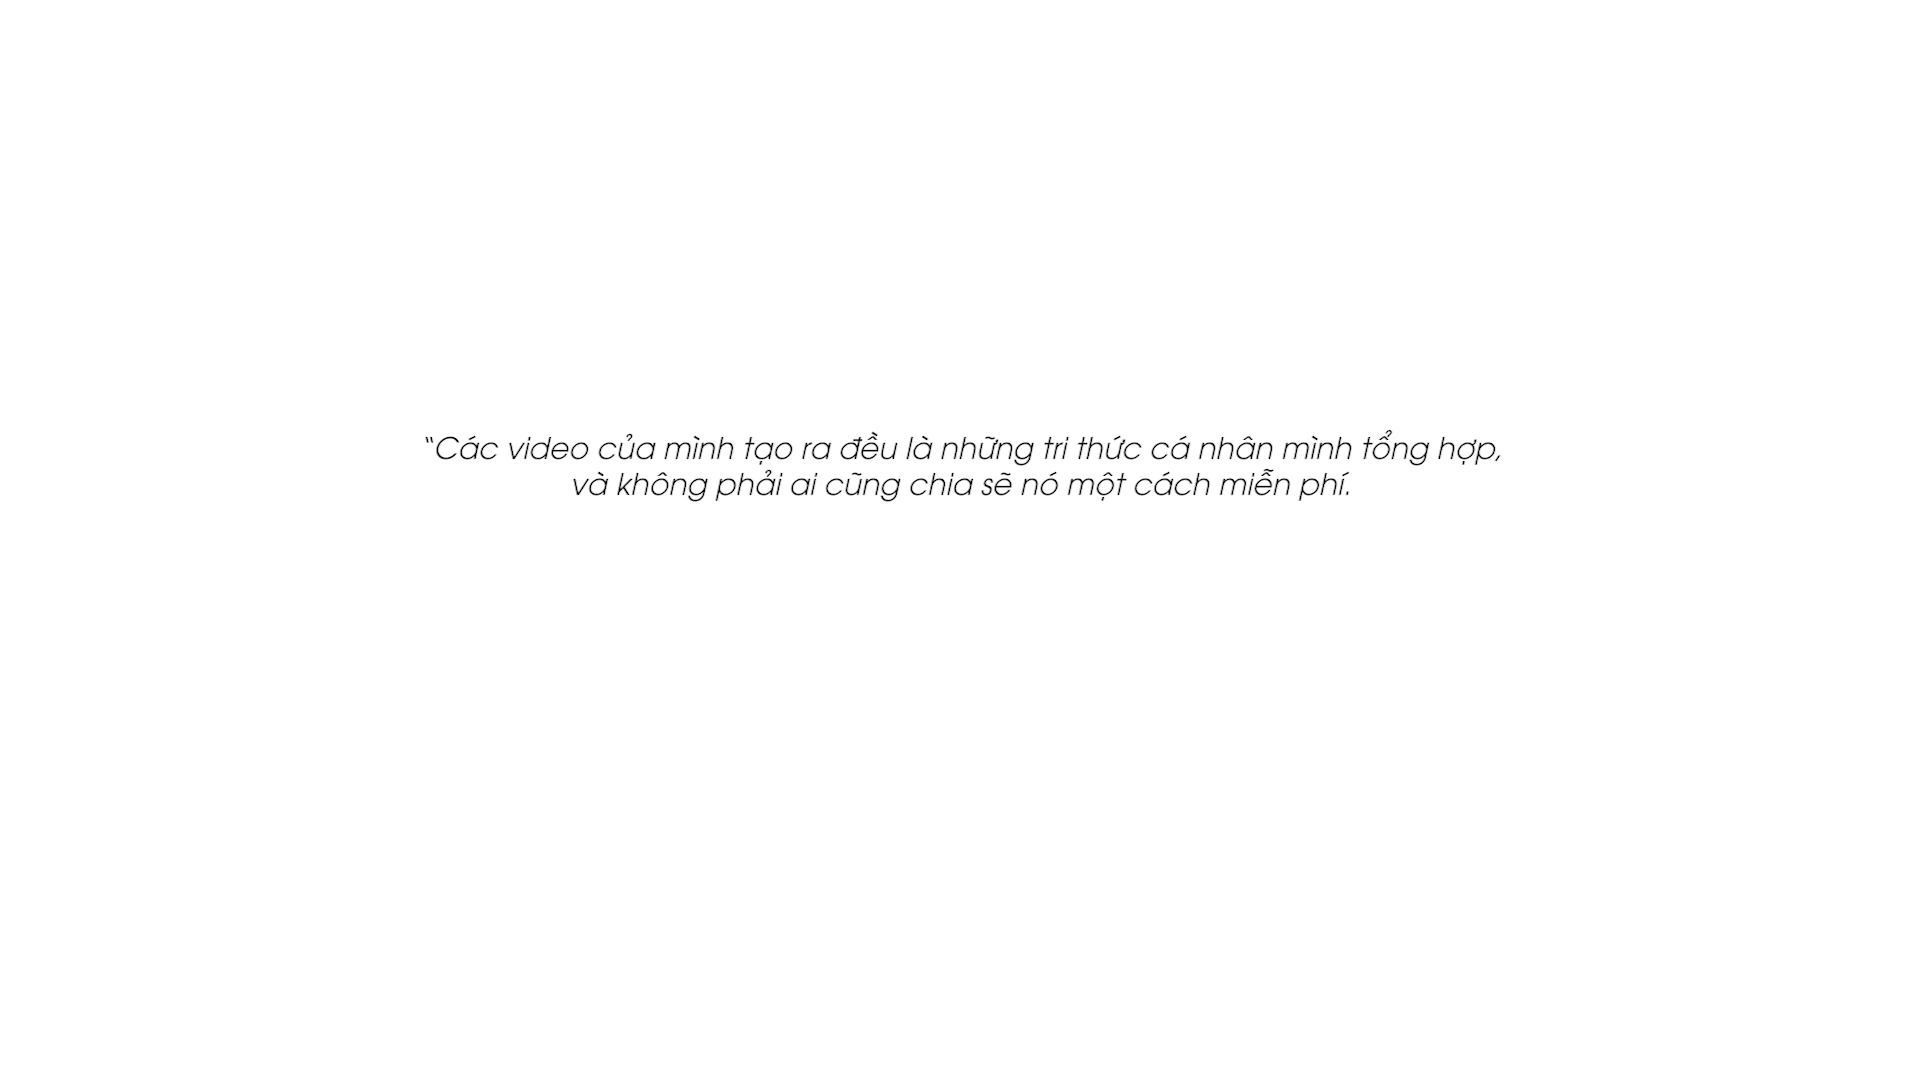 “Các video của mình tạo ra đều là những tri thức cá nhân mình tổng hợp,
và không phải ai cũng chia sẽ nó một cách miễn phí.